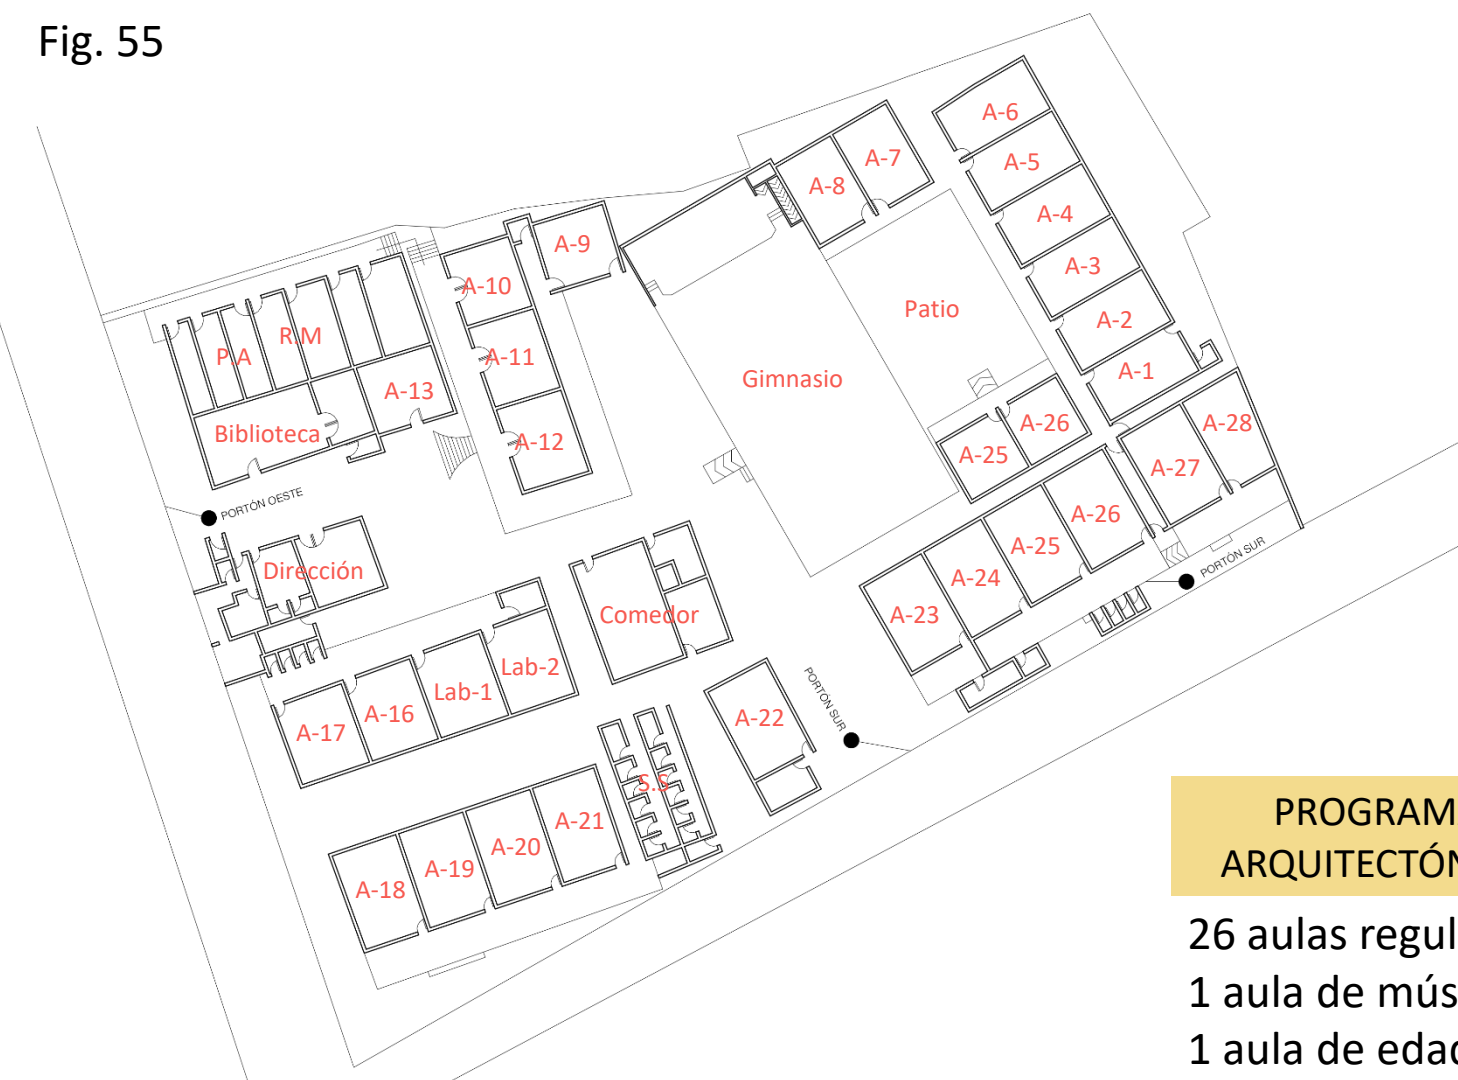 Fig. 55
A-6
A-7
A-5
A-8
A-4
A-9
A-3
A-10
Patio
A-2
R.M
P.A
A-11
A-1
Gimnasio
A-13
A-28
A-26
Biblioteca
A-12
A-25
A-27
PORTÓN OESTE
A-26
A-25
PORTÓN SUR
Dirección
A-24
Comedor
A-23
Lab-2
Lab-1
PORTÓN SUR
A-16
A-22
A-17
S.S
A-21
A-20
A-19
A-18
PROGRAM
ARQUITECTÓN
26 aulas regul
1 aula de mús
1 aula de edad